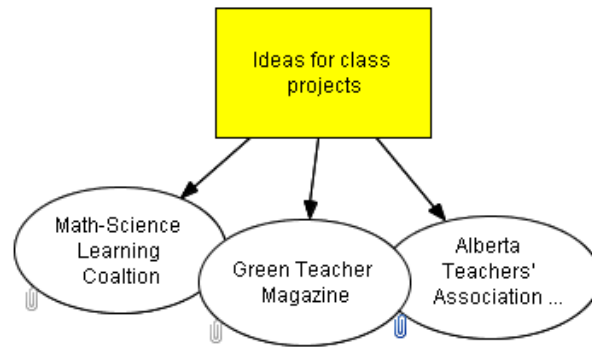 Ideas for class
projects
Math-Science
Learning
Coaltion
Green Teacher
Magazine
Alberta
Teachers'
Association ...